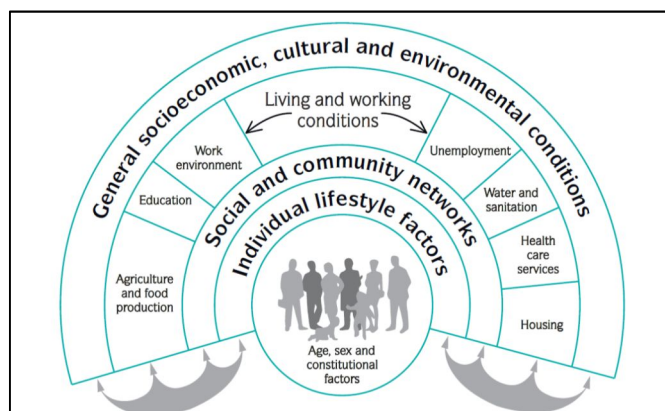 General socioeconomic, cultural and environmental conditions
Living and working
conditions
Work
environment
Education
Agriculture
and food
production
Unemployment
Water and
sanitation
Health
care
services
Housing
Social and community networks
Individual lifestyle factors
Age, sex and
constitutional
factors